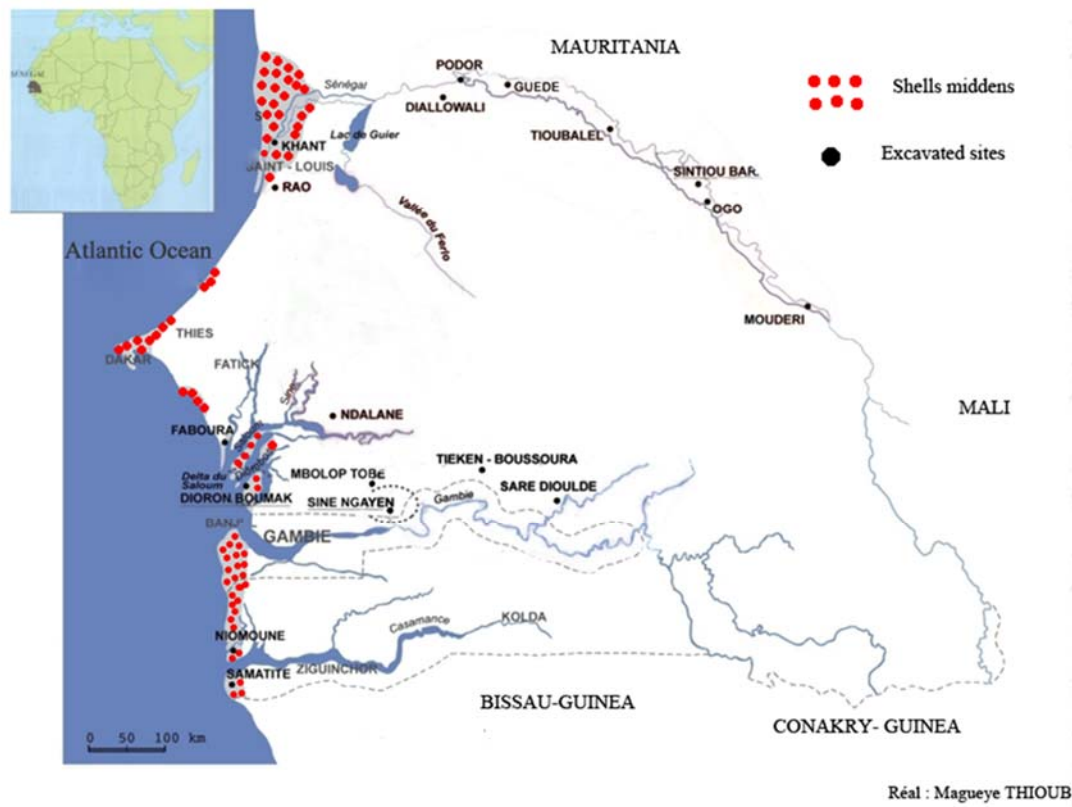 MAURITANIA
PODOR
Sénégal
GUEDE
Shells middens
DIALLOWALI
TIOUBALEL
Lac de Guier
KHANT
Excavated sites
SAINT - LOUIS
SINTIOU BAR
RAO
OGO
Vallée du Ferlo
Atlantic Ocean
MOUDERI
THIES
DAKAR
FATICK
Sine
MALI
NDALANE
FABOURA
Saloum
TIEKEN - BOUSSOURA
MBOLOP TOBE
Delta du
Saloum
SARE DIOULDE
DIORON BOUMAK
SINE NGAYEN
Gambie
GAMBIE
KOLDA
Casamance
NIOMOUNE
ZIGUINCHOR
SAMATITE
BISSAU-GUINEA
CONAKRY- GUINEA
0 50 100 km
Réal : Magueye THIOUB